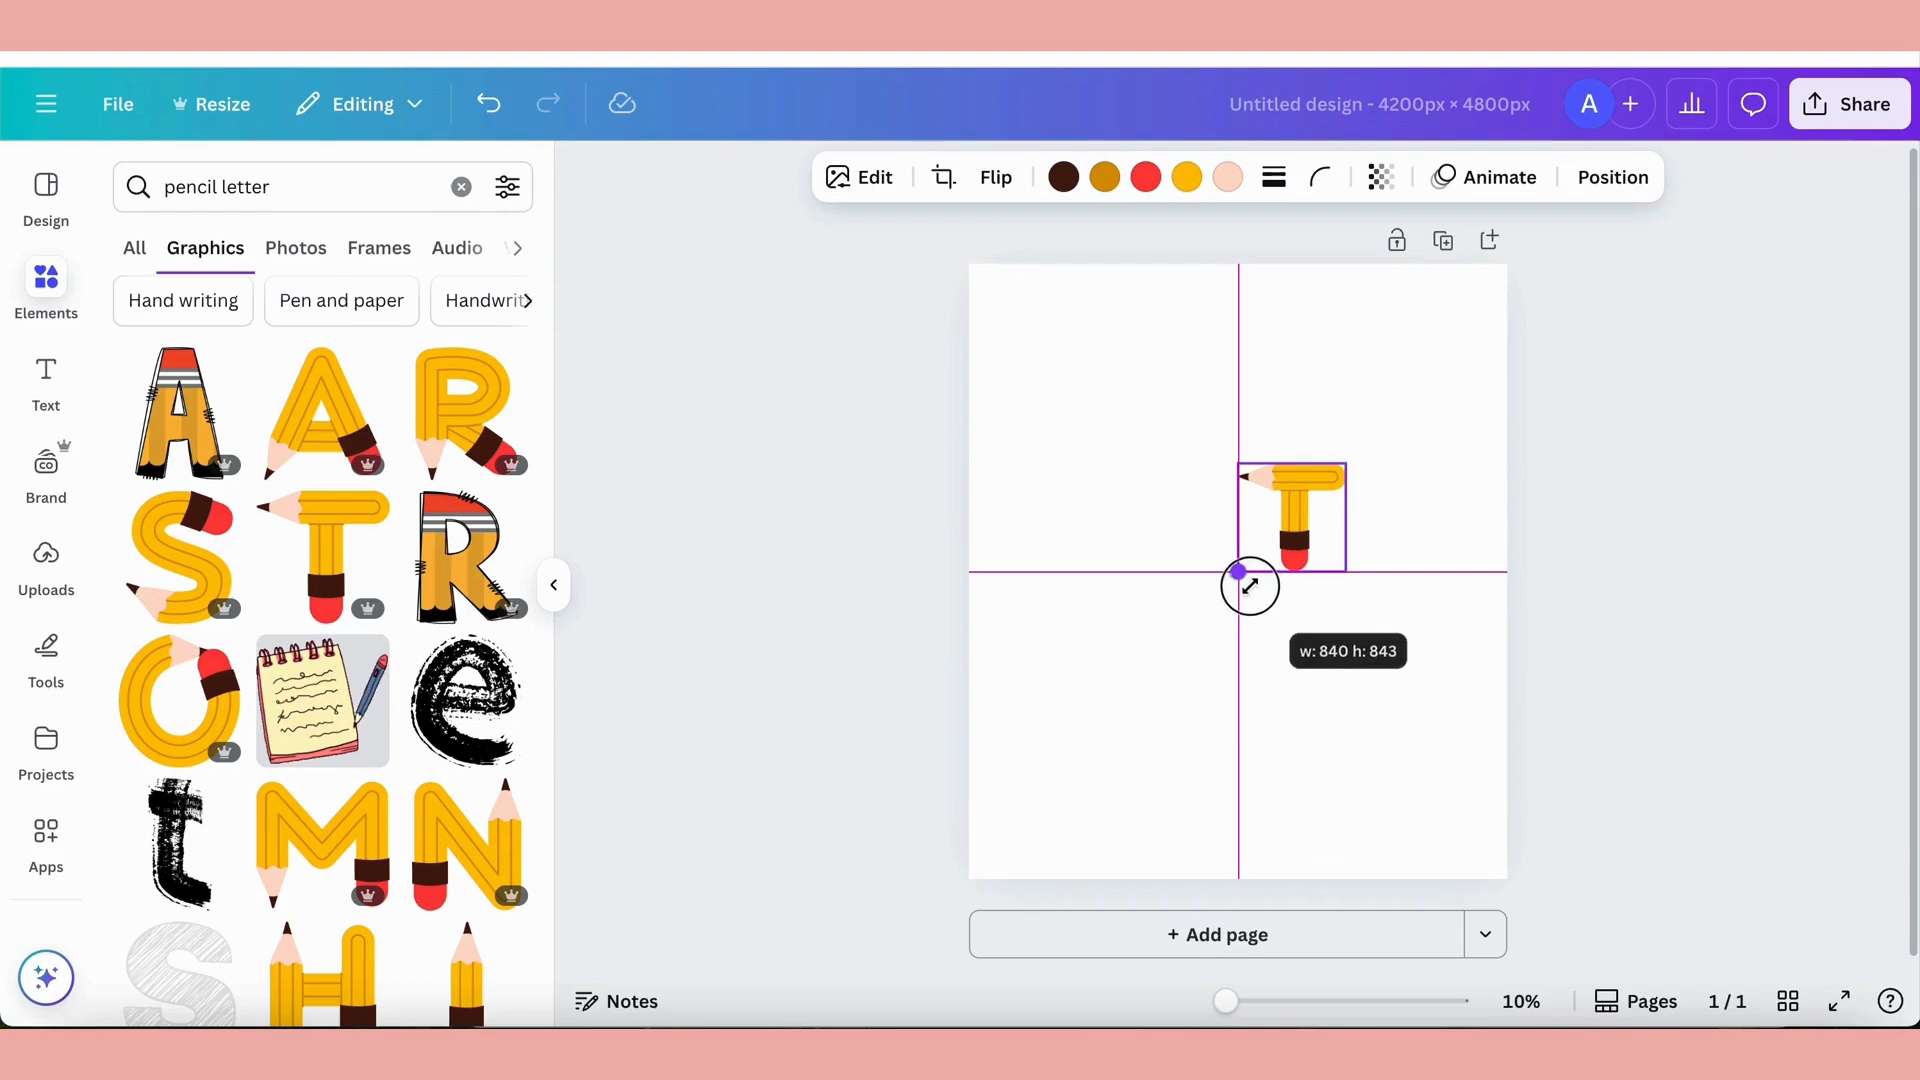 File Resize Editing Untitled design - 4200px × 4800px A + Share
pencil letter
Edit Flip Animate Position
Design
All Graphics Photos Frames Audio
Hand writing Pen and paper Handwrit
Elements
Text
CO
Brand
Uploads
Tools
Projects
Apps
w: 840 h: 843
+ Add page
Notes 10% Pages 1 / 1 ?
A A R
S T R
O e
t M N
S H I
T